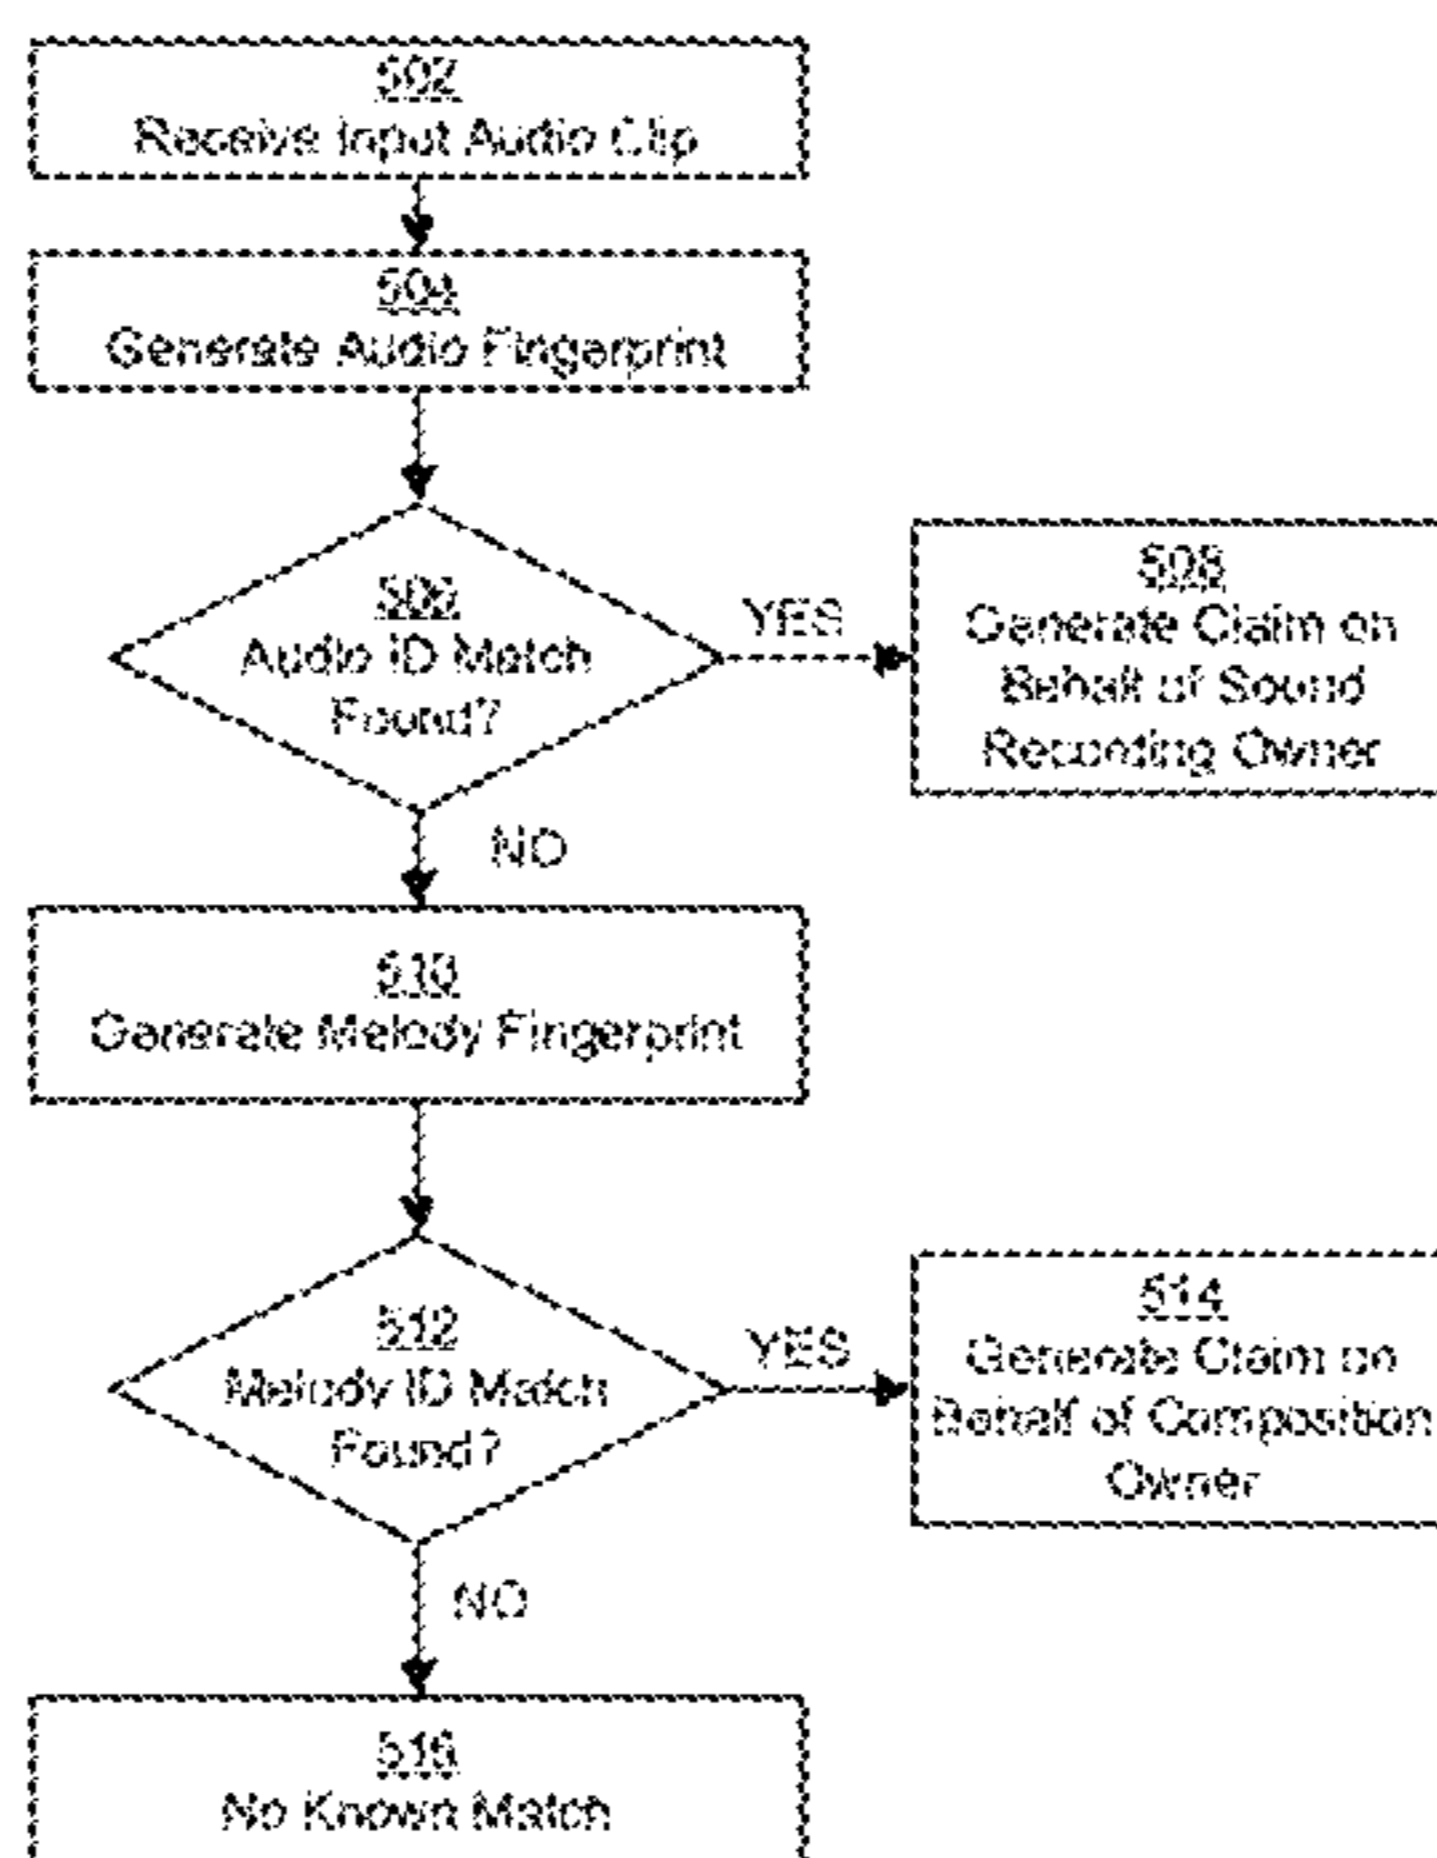 502
Receive Input Audio Clip
504
Generate Audio Fingerprint
506
Audio ID Match
Found?
YES
508
Generate Claim on
Behalf of Sound
Recording Owner
NO
510
Generate Melody Fingerprint
512
Melody ID Match
Found?
YES
514
Generate Claim on
Behalf of Composition
Owner
NO
516
No Known Match